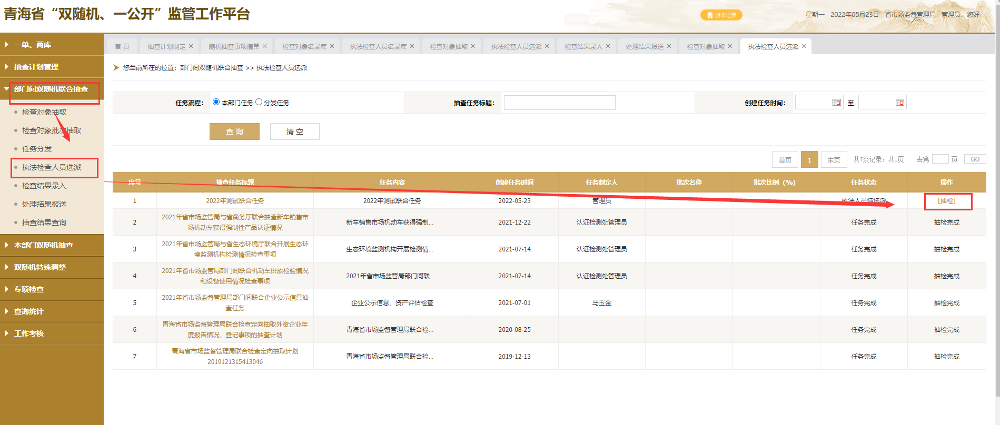 青海省“双随机、一公开”监管工作平台
版本记录
星期一 2022年05月23日 省市场监督管理局 管理员，您好
一单、两库
抽查计划管理
部门间双随机联合抽查
检查对象抽取
检查对象批次抽取
任务分发
执法检查人员选派
检查结果录入
处理结果报送
抽查结果查询
本部门双随机抽查
双随机特殊调整
专项检查
查询统计
工作考核
首页 抽查计划制定 随机抽查事项清单 检查对象名录库 执法检查人员名录库 检查对象抽取 执法检查人员选派 检查结果录入 处理结果报送 检查对象抽取 执法检查人员选派
您当前所在的位置：部门间双随机联合抽查 >> 执法检查人员选派
任务流程： 本部门任务 分发任务 抽查任务标题： 创建任务时间： 至
查 询 清 空
首页 1 末页 共7条记录，共1页 去第 页 GO
序号 抽查任务标题 任务内容 创建任务时间 任务制定人 批次名称 批次比例（%） 任务状态 操作
1 2022年测试联合任务 2022年测试联合任务 2022-05-23 管理员 执法人员待选派 [抽检]
2 2021年省市场监管局与省商务厅联合抽查新车销售市
场机动车获得强制性产品认证情况 新车销售市场机动车获得强制... 2021-12-22 认证检测处管理员 任务完成 抽检完成
3 2021年省市场监管局与省生态环境厅联合开展生态环
境监测机构检测情况检查事项 生态环境监测机构开展检测情... 2021-07-14 认证检测处管理员 任务完成 抽检完成
4 2021年省市场监管局部门间联合机动车排放检验情况
和设备使用情况检查事项 2021年省市场监管局部门间联... 2021-07-14 认证检测处管理员 任务完成 抽检完成
5 2021年省市场监督管理局部门间联合企业公示信息抽
查任务 企业公示信息、资产评估检查 2021-07-01 马玉金 任务完成 抽检完成
6 青海省市场监督管理局联合检查定向抽取外资企业年
度报告情况、登记事项的抽查计划 青海省市场监督管理局联合检... 2020-08-25 任务完成 抽检完成
7 青海省市场监督管理局联合检查定向抽取计划
2019121315413046 青海省市场监督管理局联合检... 2019-12-13 任务完成 抽检完成